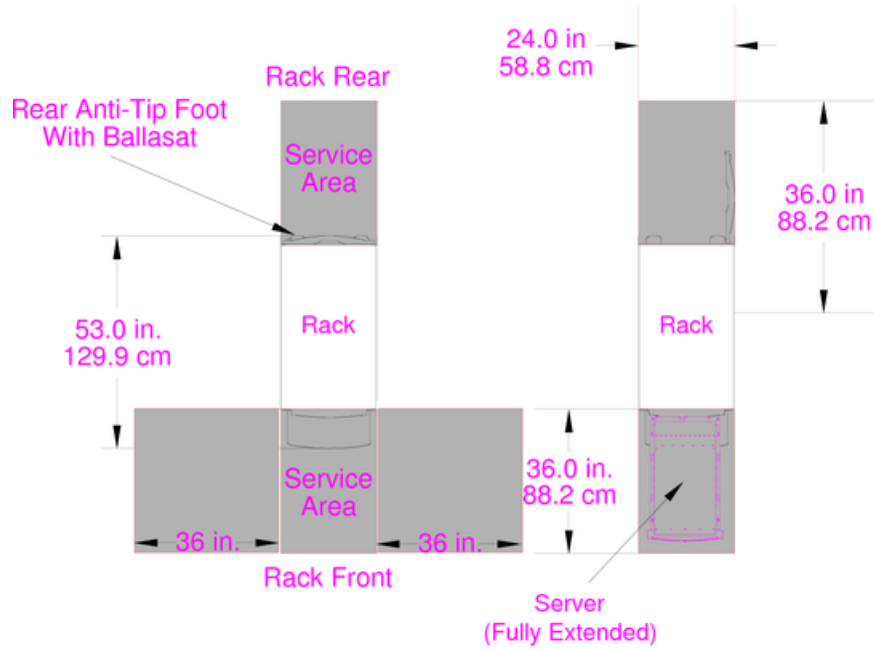 24.0 in
58.8 cm
Rack Rear
Rear Anti-Tip Foot
With Ballasat
Service
Area
36.0 in
88.2 cm
53.0 in.
129.9 cm
Rack
Rack
36.0 in.
88.2 cm
Service
Area
36 in.
36 in.
Rack Front
Server
(Fully Extended)